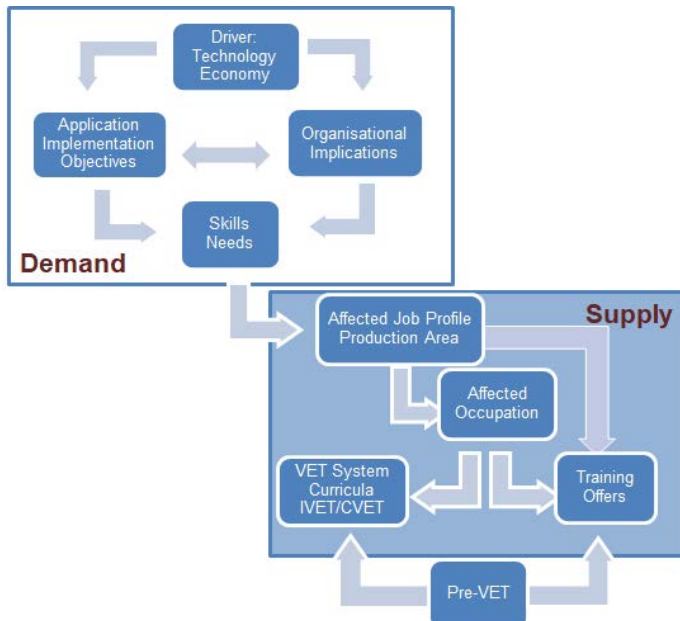 Driver:
Technology
Economy
Application
Implementation
Objectives
Organisational
Implications
Skills
Needs
Demand
Supply
Affected Job Profile
Production Area
Affected
Occupation
VET System
Curricula
IVET/CVET
Training
Offers
Pre-VET